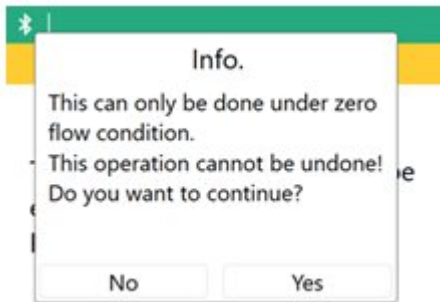 Info.
This can only be done under zero
flow condition.
This operation cannot be undone!
Do you want to continue?
No
Yes